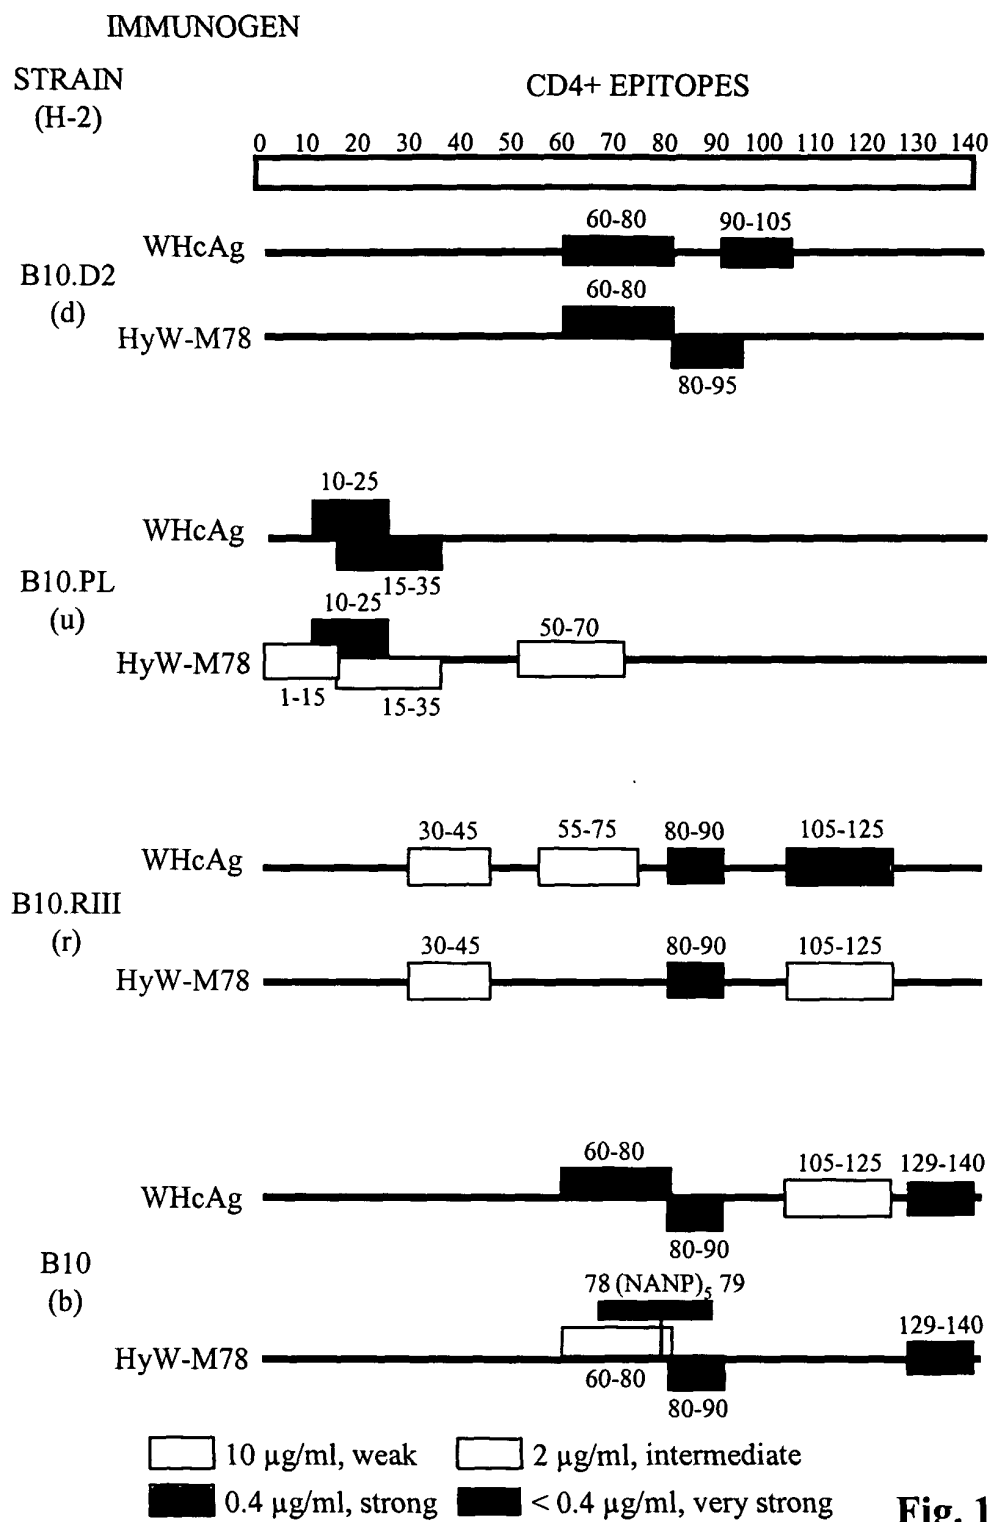 IMMUNOGEN
STRAIN
(H-2)
CD4+ EPITOPES
0 10 20 30 40 50 60 70 80 90 100 110 120 130 140
60-80 90-105
WHcAg
B10.D2
(d)
60-80
HyW-M78
80-95
10-25
WHcAg
15-35
B10.PL
(u)
10-25
50-70
HyW-M78
1-15
15-35
30-45 55-75 80-90 105-125
WHcAg
B10.RIII
(r)
30-45 80-90 105-125
HyW-M78
60-80
105-125 129-140
WHcAg
80-90
B10
(b)
78 (NANP)5 79
129-140
HyW-M78
60-80
80-90
10 µg/ml, weak 2 µg/ml, intermediate
0.4 µg/ml, strong < 0.4 µg/ml, very strong
Fig. 1